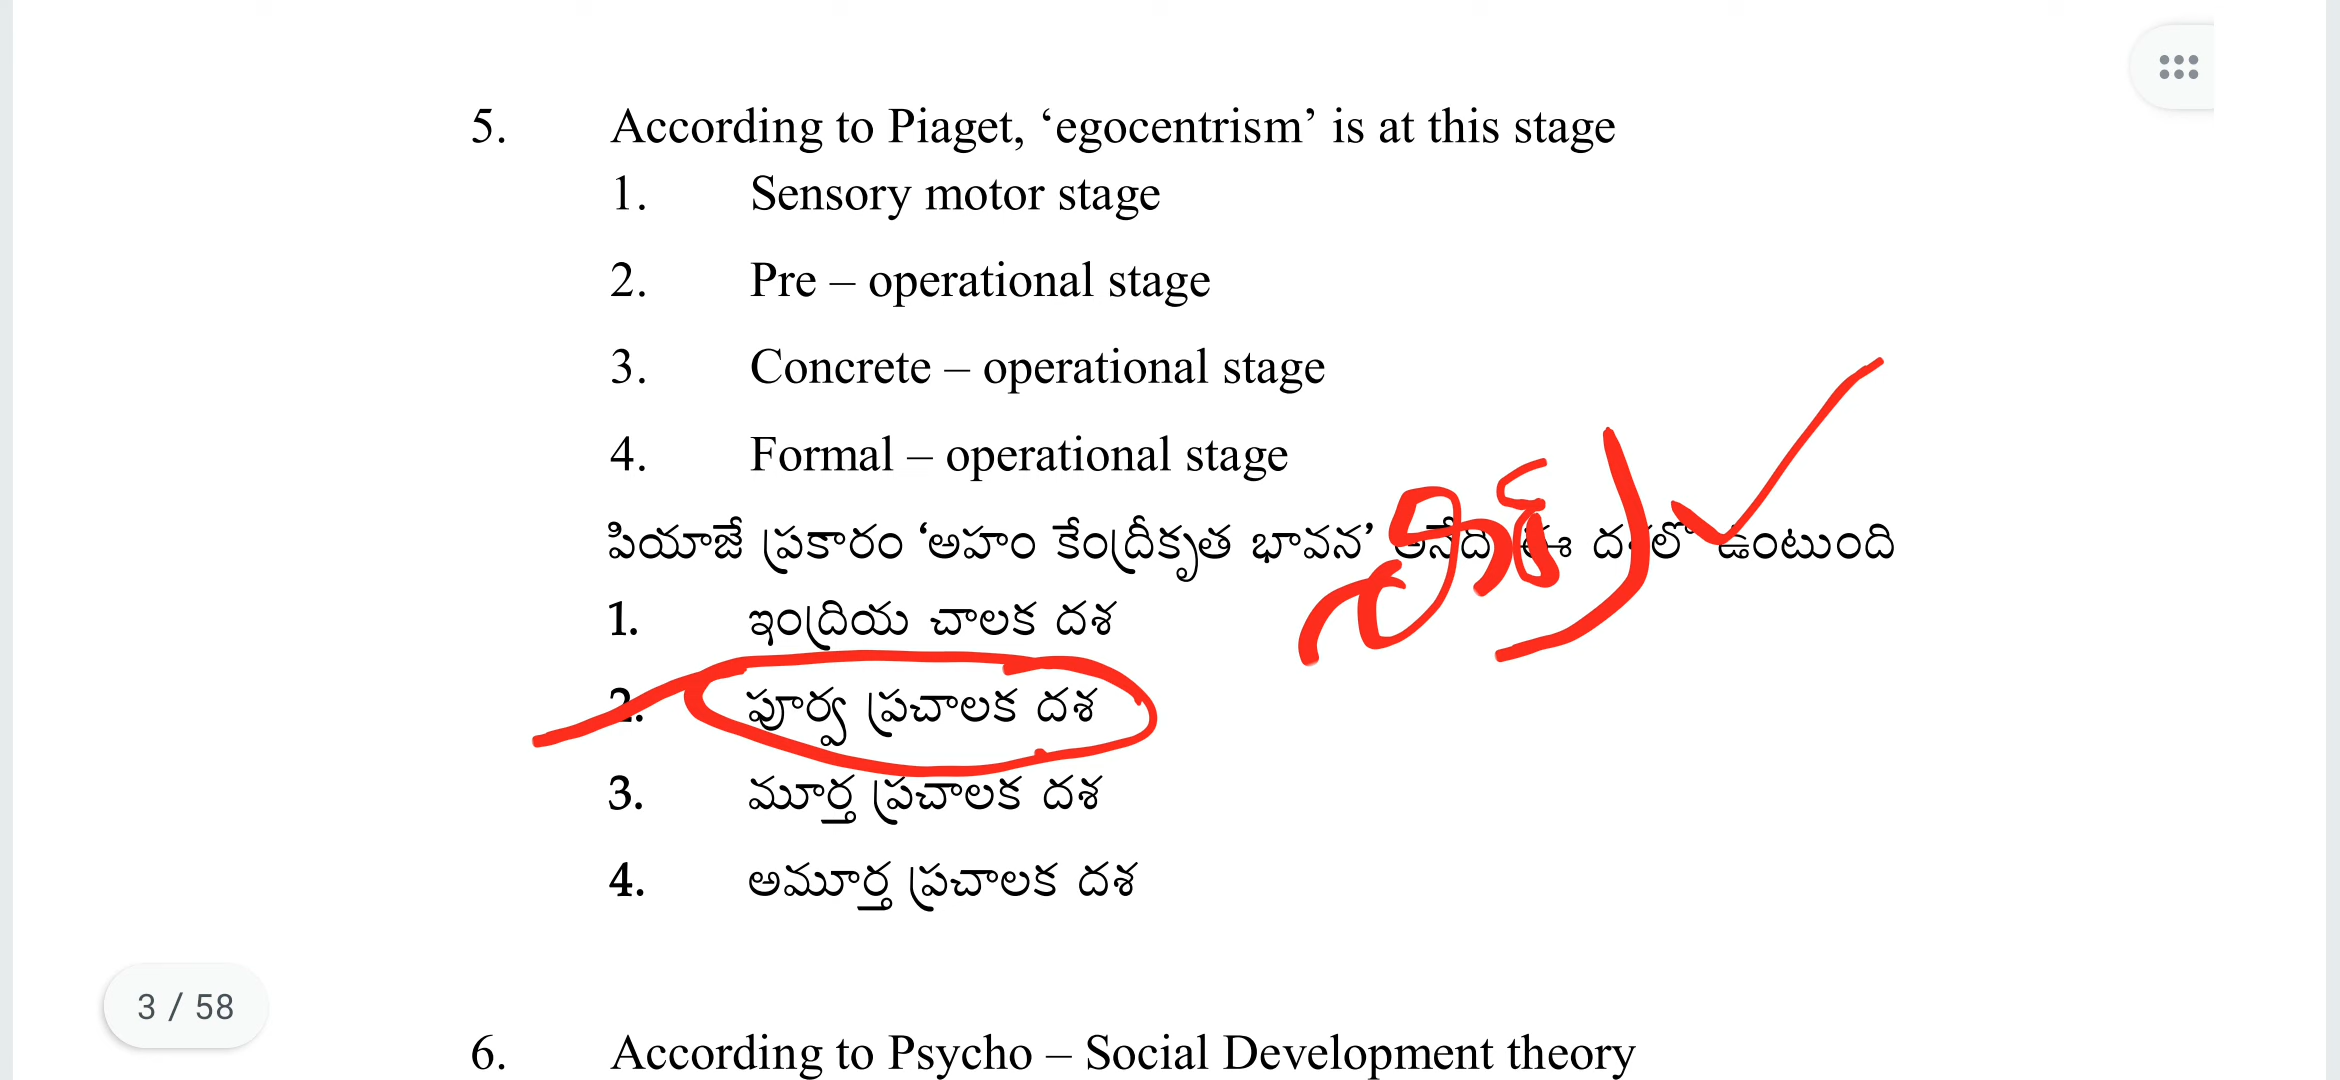 5. According to Piaget, ‘egocentrism’ is at this stage
1. Sensory motor stage
2. Pre – operational stage
3. Concrete – operational stage
4. Formal – operational stage
పియాజే ప్రకారం ‘అహం కేంద్రీకృత భావన’ అనేది ఈ దశలో ఉంటుంది
1. ఇంద్రియ చాలక దశ
2. పూర్వ ప్రచాలక దశ
3. మూర్త ప్రచాలక దశ
4. అమూర్త ప్రచాలక దశ
3 / 58
6. According to Psycho – Social Development theory